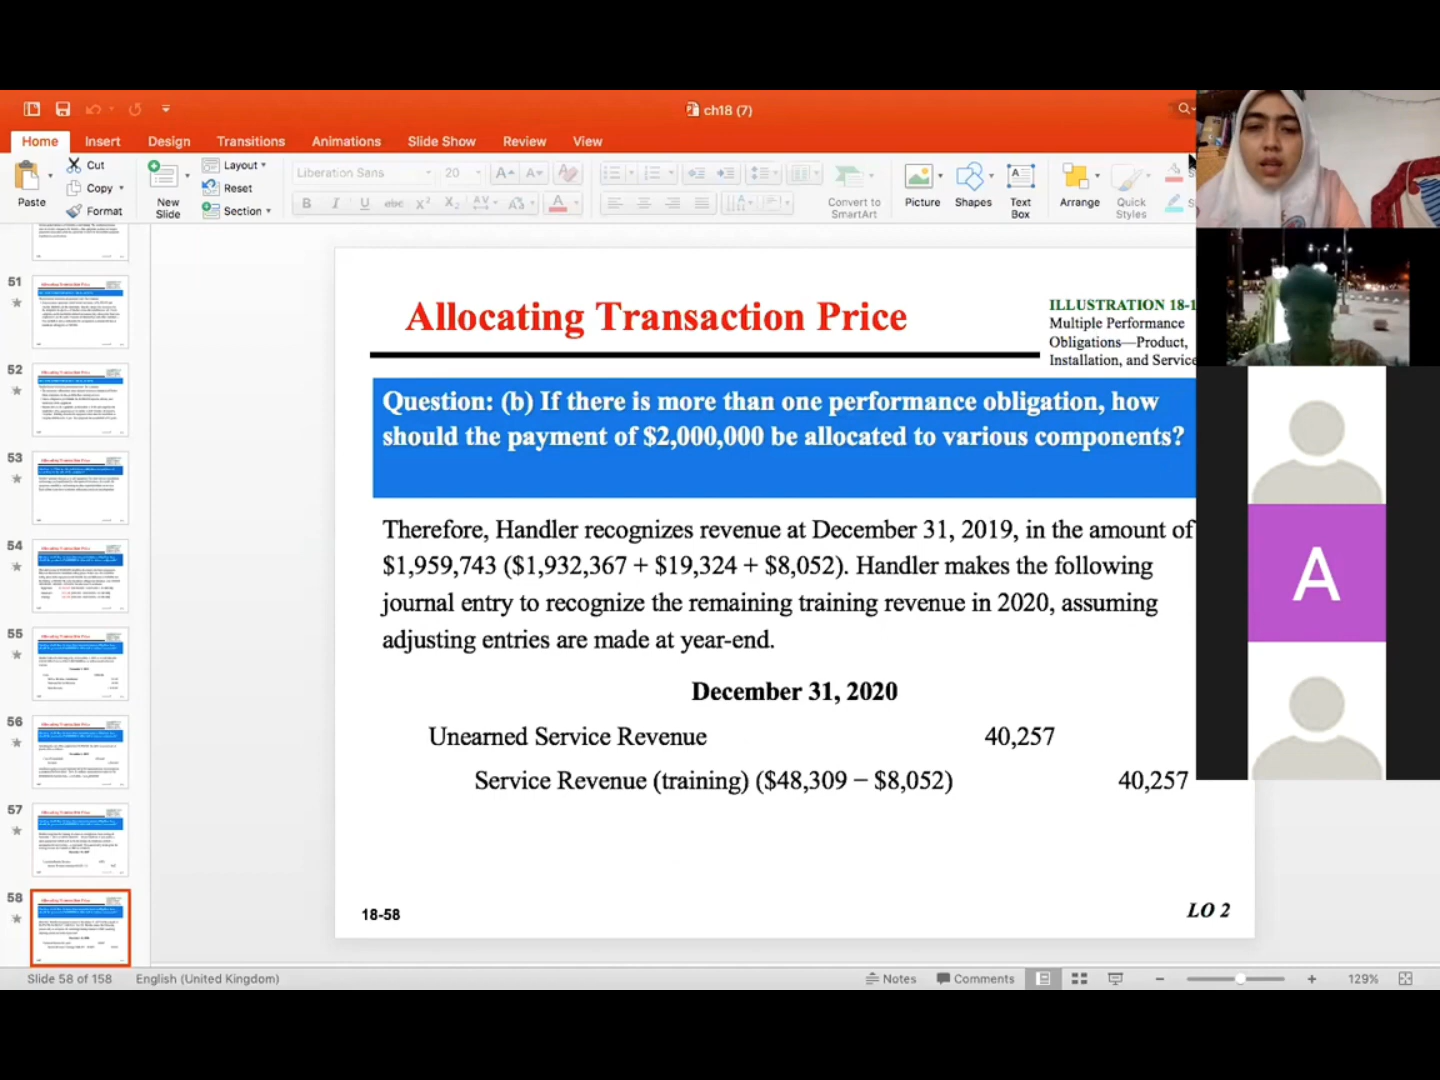 ch18 (7)
Home
Insert
Design
Transitions
Animations
Slide Show
Review
View
Paste
Cut
Copy
Format
New
Slide
Layout
Reset
Section
Liberation Sans
20
B I U abc X² X₂ AV
Convert to
SmartArt
Picture
Shapes
Text
Box
Arrange
Quick
Styles
51
52
53
54
55
56
57
58
Allocating Transaction Price
ILLUSTRATION 18-1
Multiple Performance
Obligations—Product,
Installation, and Service
Question: (b) If there is more than one performance obligation, how
should the payment of $2,000,000 be allocated to various components?
Therefore, Handler recognizes revenue at December 31, 2019, in the amount of
$1,959,743 ($1,932,367 + $19,324 + $8,052). Handler makes the following
journal entry to recognize the remaining training revenue in 2020, assuming
adjusting entries are made at year-end.
December 31, 2020
Unearned Service Revenue 40,257
Service Revenue (training) ($48,309 − $8,052) 40,257
18-58
LO 2
A
Slide 58 of 158
English (United Kingdom)
Notes
Comments
129%